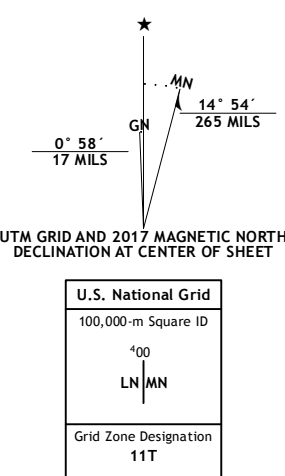 ★
MN
GN
14° 54´
265 MILS
0° 58´
17 MILS
UTM GRID AND 2017 MAGNETIC NORTH
DECLINATION AT CENTER OF SHEET
U.S. National Grid
100,000-m Square ID
⁴00
LN MN
Grid Zone Designation
11T